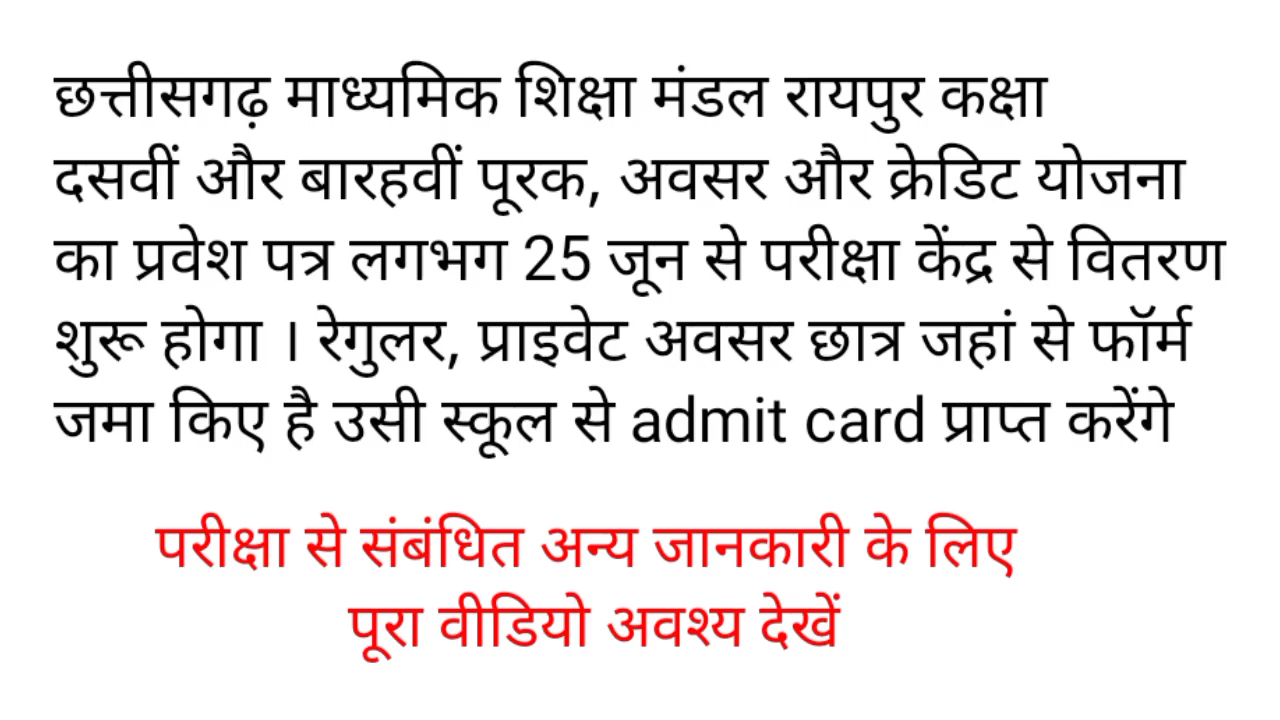 छत्तीसगढ़ माध्यमिक शिक्षा मंडल रायपुर कक्षा
दसवीं और बारहवीं पूरक, अवसर और क्रेडिट योजना
का प्रवेश पत्र लगभग 25 जून से परीक्षा केंद्र से वितरण
शुरू होगा । रेगुलर, प्राइवेट अवसर छात्र जहां से फॉर्म
जमा किए है उसी स्कूल से admit card प्राप्त करेंगे
परीक्षा से संबंधित अन्य जानकारी के लिए
पूरा वीडियो अवश्य देखें